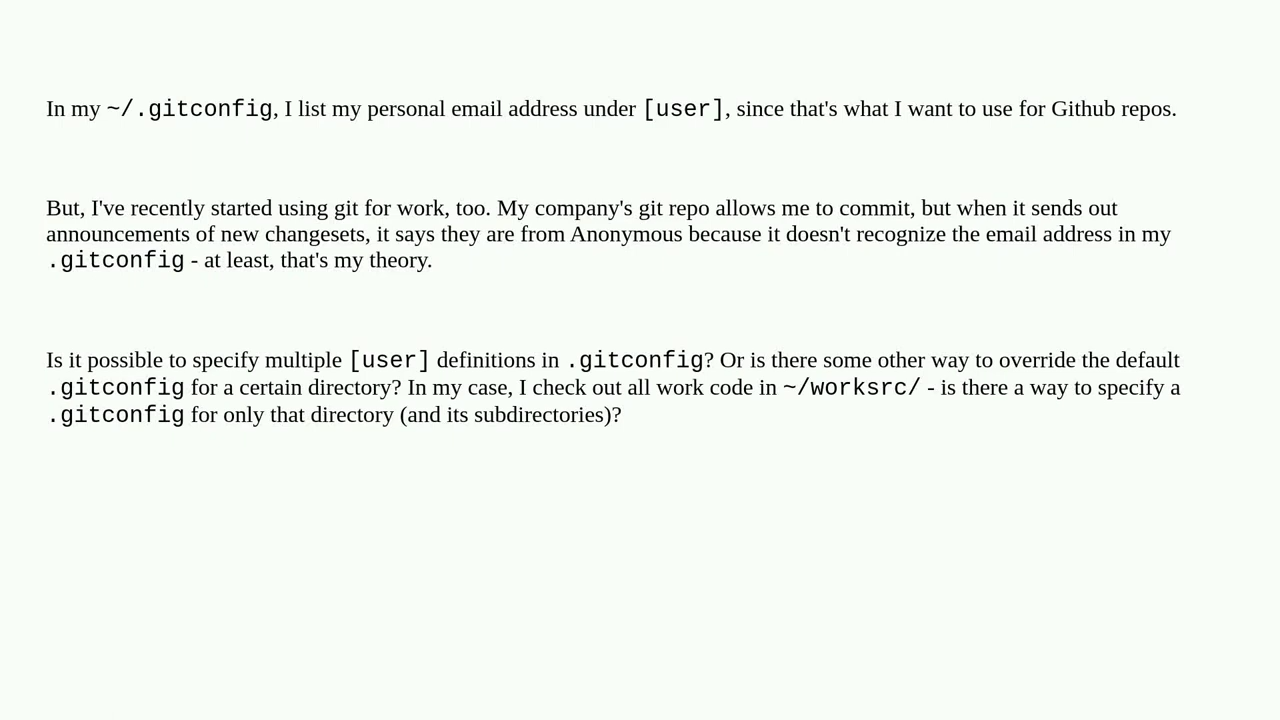 In my ~/.gitconfig, I list my personal email address under [user], since that's what I want to use for Github repos.
But, I've recently started using git for work, too. My company's git repo allows me to commit, but when it sends out
announcements of new changesets, it says they are from Anonymous because it doesn't recognize the email address in my
.gitconfig - at least, that's my theory.
Is it possible to specify multiple [user] definitions in .gitconfig? Or is there some other way to override the default
.gitconfig for a certain directory? In my case, I check out all work code in ~/worksrc/ - is there a way to specify a
.gitconfig for only that directory (and its subdirectories)?